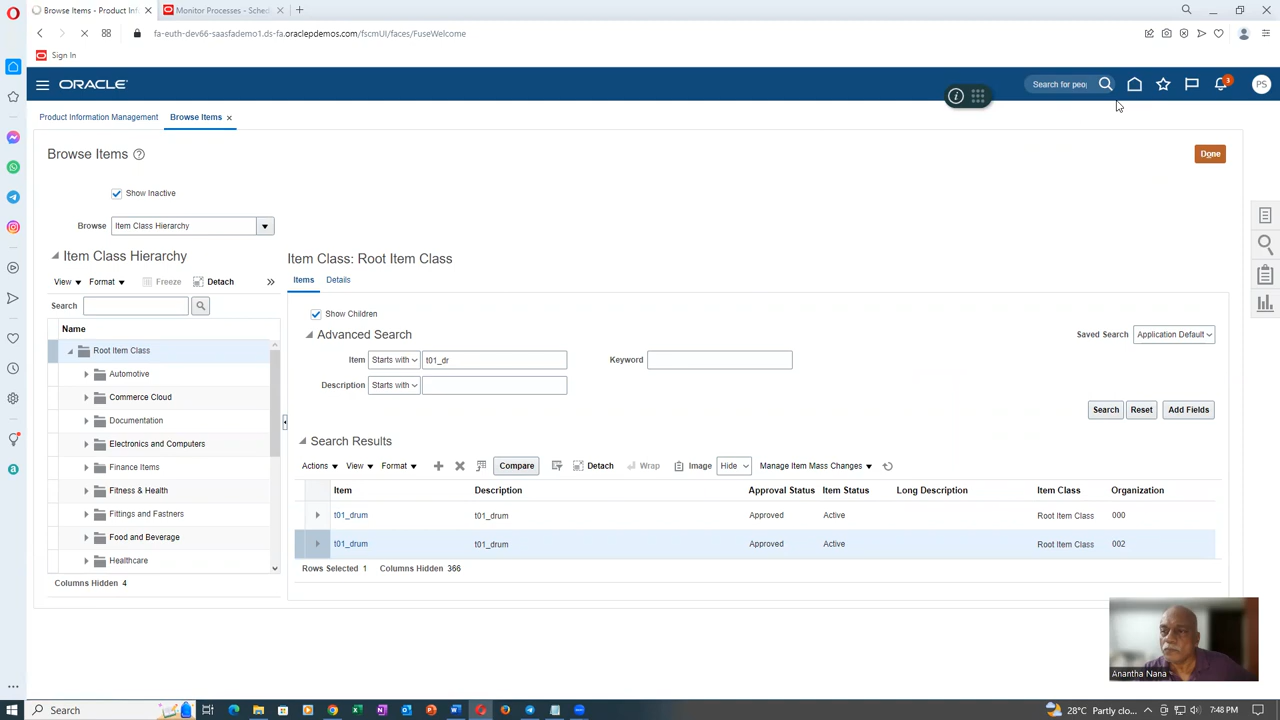 Browse Items - Product Inf
Monitor Processes - Sched
fa-euth-dev66-saasfademo1.ds-fa.oraclepdemos.com/fscmUI/faces/FuseWelcome
Sign In
ORACLE
Search for peop
3
PS
Product Information Management
Browse Items
Browse Items
Done
Show Inactive
Browse Item Class Hierarchy
Item Class Hierarchy
Item Class: Root Item Class
View Format Freeze Detach
Items Details
Search
Show Children
Name
Advanced Search
Saved Search Application Default
Root Item Class
Item Starts with t01_dr Keyword
Automotive
Description Starts with
Commerce Cloud
Search Reset Add Fields
Documentation
Electronics and Computers
Search Results
Finance Items
Actions View Format Compare Detach Wrap Image Hide Manage Item Mass Changes
Fitness & Health
Item Description Approval Status Item Status Long Description Item Class Organization
Fittings and Fastners
t01_drum t01_drum Approved Active Root Item Class 000
Food and Beverage
t01_drum t01_drum Approved Active Root Item Class 002
Healthcare
Rows Selected 1 Columns Hidden 366
Columns Hidden 4
Anantha Nana
Search
28°C Partly clo...
7:48 PM